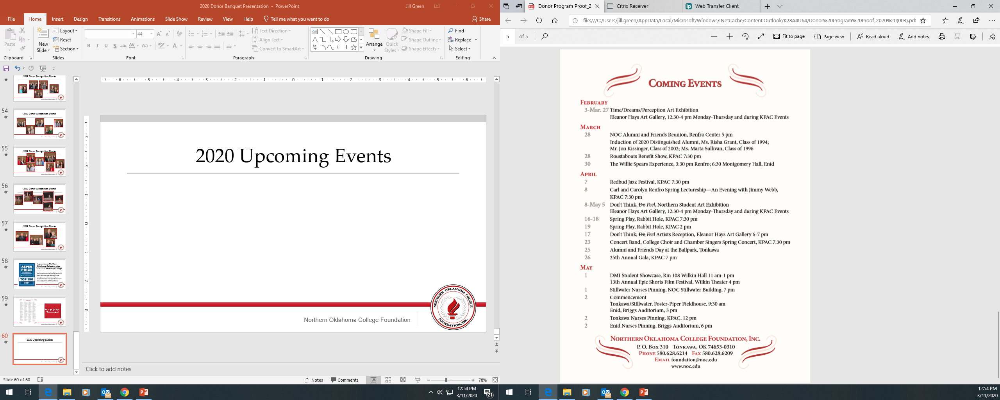 2020 Donor Banquet Presentation - PowerPoint
Jill Green
File Home Insert Design Transitions Animations Slide Show Review View Help Tell me what you want to do Share
Paste
New Slide
Layout
Reset
Section
44
B I U S abc AV Aa A
Text Direction
Align Text
Convert to SmartArt
Arrange
Quick Styles
Shape Fill
Shape Outline
Shape Effects
Find
Replace
Select
Clipboard Slides Font Paragraph Drawing Editing
6 5 4 3 2 1 0 1 2 3 4 5 6
3 2 1 0 1 2 3
2019 Donor Recognition Dinner
54
2019 Donor Recognition Dinner
55
2019 Donor Recognition Dinner
56
2019 Donor Recognition Dinner
57
2019 Donor Recognition Dinner
58
ASPEN
PRIZE
TOP 150
2021
Aspen names Northern
Oklahoma College as a Top
150 U.S. Community College
59
60
2020 Upcoming Events
2020 Upcoming Events
Northern Oklahoma College Foundation
NORTHERN OKLAHOMA COLLEGE
FOUNDATION, INC.
Click to add notes
Slide 60 of 60
Notes Comments 78%
12:54 PM
3/11/2020
21
Donor Program Proof_2
Citrix Receiver
Web Transfer Client
file:///C:/Users/jill.green/AppData/Local/Microsoft/Windows/INetCache/Content.Outlook/K28A4U64/Donor%20Program%20Proof_2020%20(003).pdf
5 of 5
Fit to page
Page view
Read aloud
Add notes
COMING EVENTS
FEBRUARY
3-Mar. 27 Time/Dreams/Perception Art Exhibition
Eleanor Hays Art Gallery, 12:30-4 pm Monday-Thursday and during KPAC Events
MARCH
28 NOC Alumni and Friends Reunion, Renfro Center 5 pm
Induction of 2020 Distinguished Alumni, Ms. Risha Grant, Class of 1994;
Mr. Jon Kissinger, Class of 2002; Ms. Marta Sullivan, Class of 1996
28 Roustabouts Benefit Show, KPAC 7:30 pm
30 The Willie Spears Experience, 3:30 pm Renfro; 6:30 Montgomery Hall, Enid
APRIL
7 Redbud Jazz Festival, KPAC 7:30 pm
8 Carl and Carolyn Renfro Spring Lectureship—An Evening with Jimmy Webb,
KPAC 7:30 pm
8-May 5 Don't Think, Do Feel, Northern Student Art Exhibition
Eleanor Hays Art Gallery, 12:30-4 pm Monday-Thursday and during KPAC Events
16-18 Spring Play, Rabbit Hole, KPAC 7:30 pm
19 Spring Play, Rabbit Hole, KPAC 2 pm
17 Don't Think, Do Feel Artists Reception, Eleanor Hays Art Gallery 6-7 pm
23 Concert Band, College Choir and Chamber Singers Spring Concert, KPAC 7:30 pm
25 Alumni and Friends Day at the Ballpark, Tonkawa
26 25th Annual Gala, KPAC 7 pm
MAY
1 DMI Student Showcase, Rm 108 Wilkin Hall 11 am-1 pm
13th Annual Epic Shorts Film Festival, Wilkin Theater 4 pm
1 Stillwater Nurses Pinning, NOC Stillwater Building, 7 pm
2 Commencement
Tonkawa/Stillwater, Foster-Piper Fieldhouse, 9:30 am
Enid, Briggs Auditorium, 3 pm
2 Tonkawa Nurses Pinning, KPAC, 12 pm
2 Enid Nurses Pinning, Briggs Auditorium, 6 pm
NORTHERN OKLAHOMA COLLEGE FOUNDATION, INC.
P. O. BOX 310 TONKAWA, OK 74653-0310
PHONE 580.628.6214 FAX 580.628.6209
EMAIL foundation@noc.edu
www.noc.edu
12:54 PM
3/11/2020